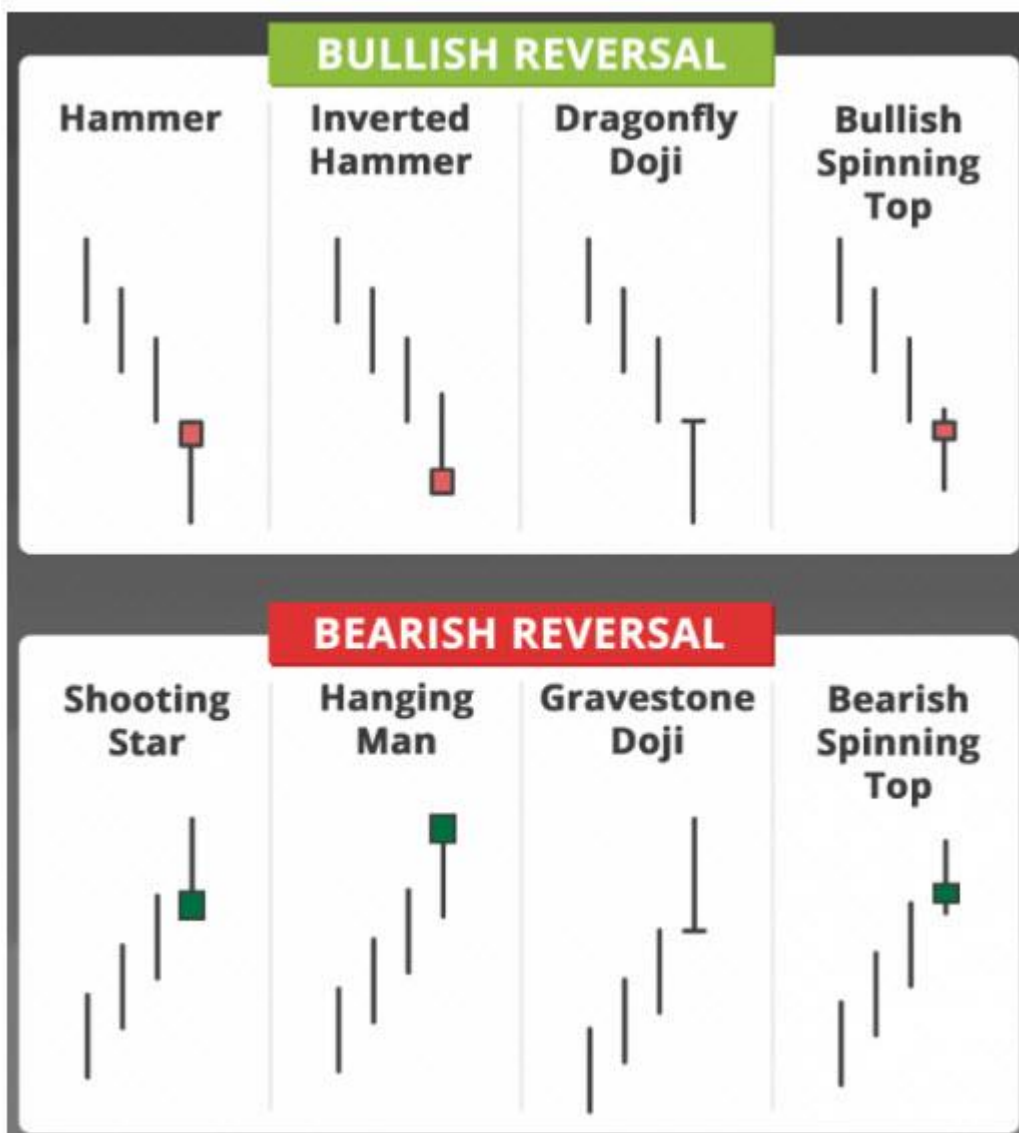 BULLISH REVERSAL
Hammer
Inverted
Hammer
Dragonfly
Doji
Bullish
Spinning
Top
BEARISH REVERSAL
Shooting
Star
Hanging
Man
Gravestone
Doji
Bearish
Spinning
Top